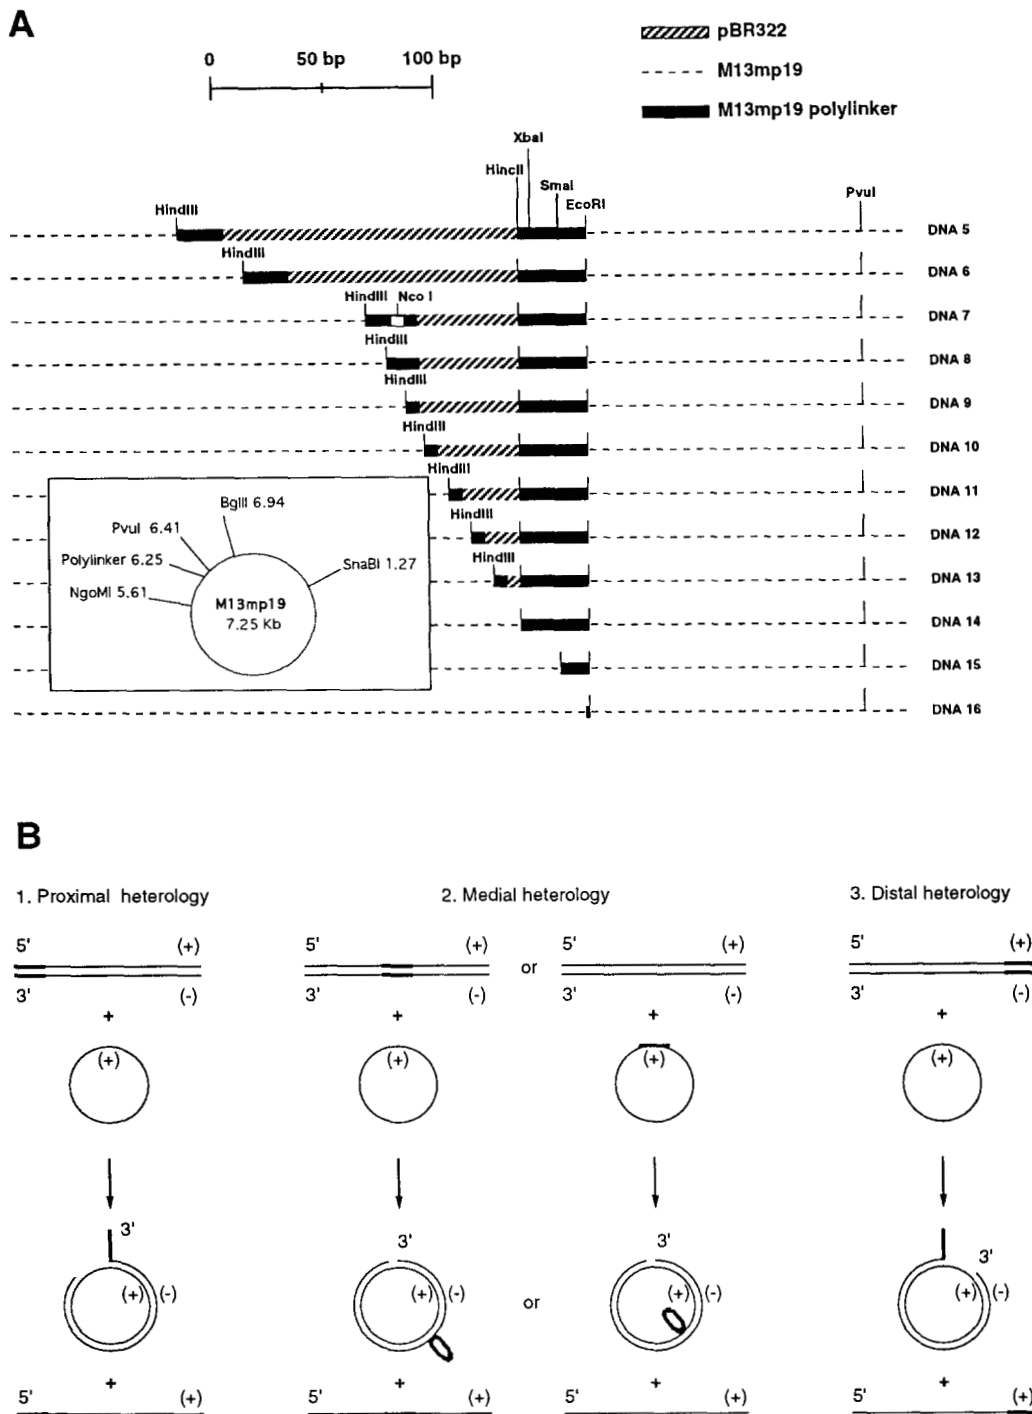 A
0 50 bp 100 bp
pBR322
M13mp19
M13mp19 polylinker
XbaI
HincII
SmaI
EcoRI
PvuI
HindIII
DNA 5
HindIII
DNA 6
HindIII Nco I
DNA 7
HindIII
DNA 8
HindIII
DNA 9
HindIII
DNA 10
HindIII
DNA 11
HindIII
DNA 12
HindIII
DNA 13
DNA 14
DNA 15
DNA 16
BglII 6.94
PvuI 6.41
Polylinker 6.25
NgoMI 5.61
SnaBI 1.27
M13mp19
7.25 Kb
B
1. Proximal heterology 2. Medial heterology 3. Distal heterology
5' (+) 5' (+) or 5' (+) 5' (+)
3' (-) 3' (-) 3' (-) 3' (-)
+ + + +
(+) (+) (+) (+)
3' 3' 3' 3'
(+) (-) (+) (-) or (+) (-) (+) (-)
+ + + +
5' (+) 5' (+) 5' (+) 5' (+)